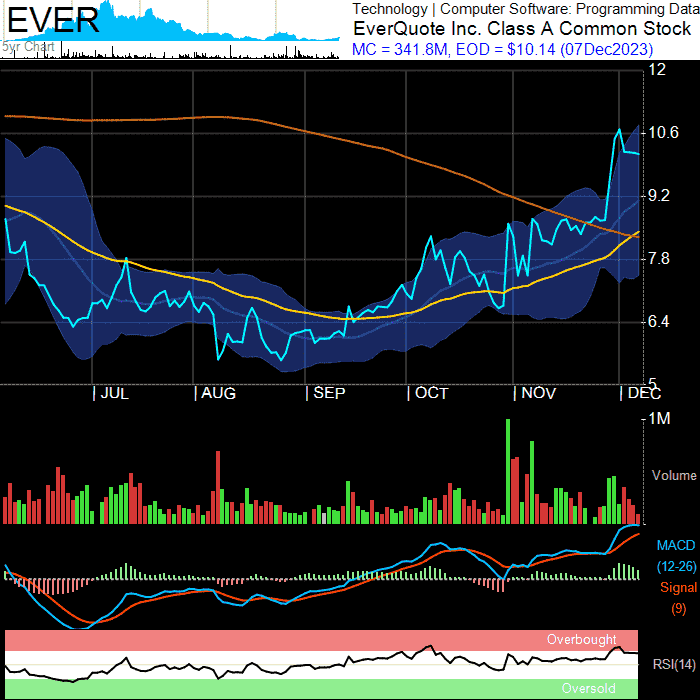 EVER
5yr Chart
Technology | Computer Software: Programming Data
EverQuote Inc. Class A Common Stock
MC = 341.8M, EOD = $10.14 (07Dec2023)
12
10.6
9.2
7.8
6.4
5
JUL AUG SEP OCT NOV DEC
1M
Volume
MACD
(12-26)
Signal
(9)
Overbought
RSI(14)
Oversold